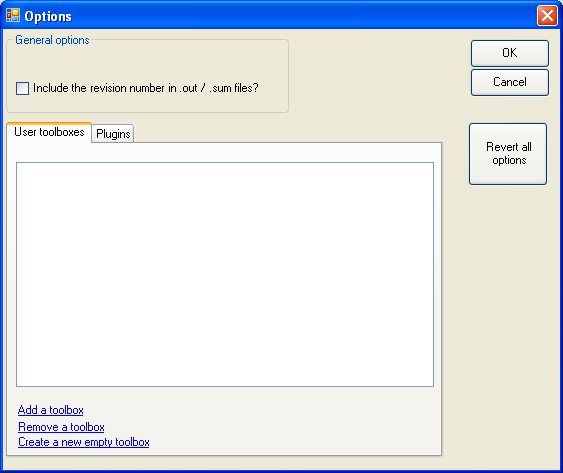 Options
General options
Include the revision number in .out / .sum files?
OK
Cancel
User toolboxes
Plugins
Revert all
options
Add a toolbox
Remove a toolbox
Create a new empty toolbox